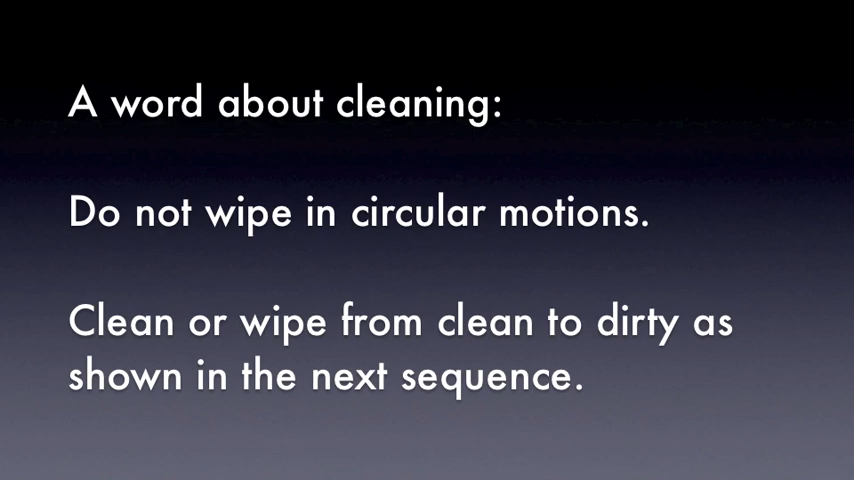 A word about cleaning:
Do not wipe in circular motions.
Clean or wipe from clean to dirty as
shown in the next sequence.